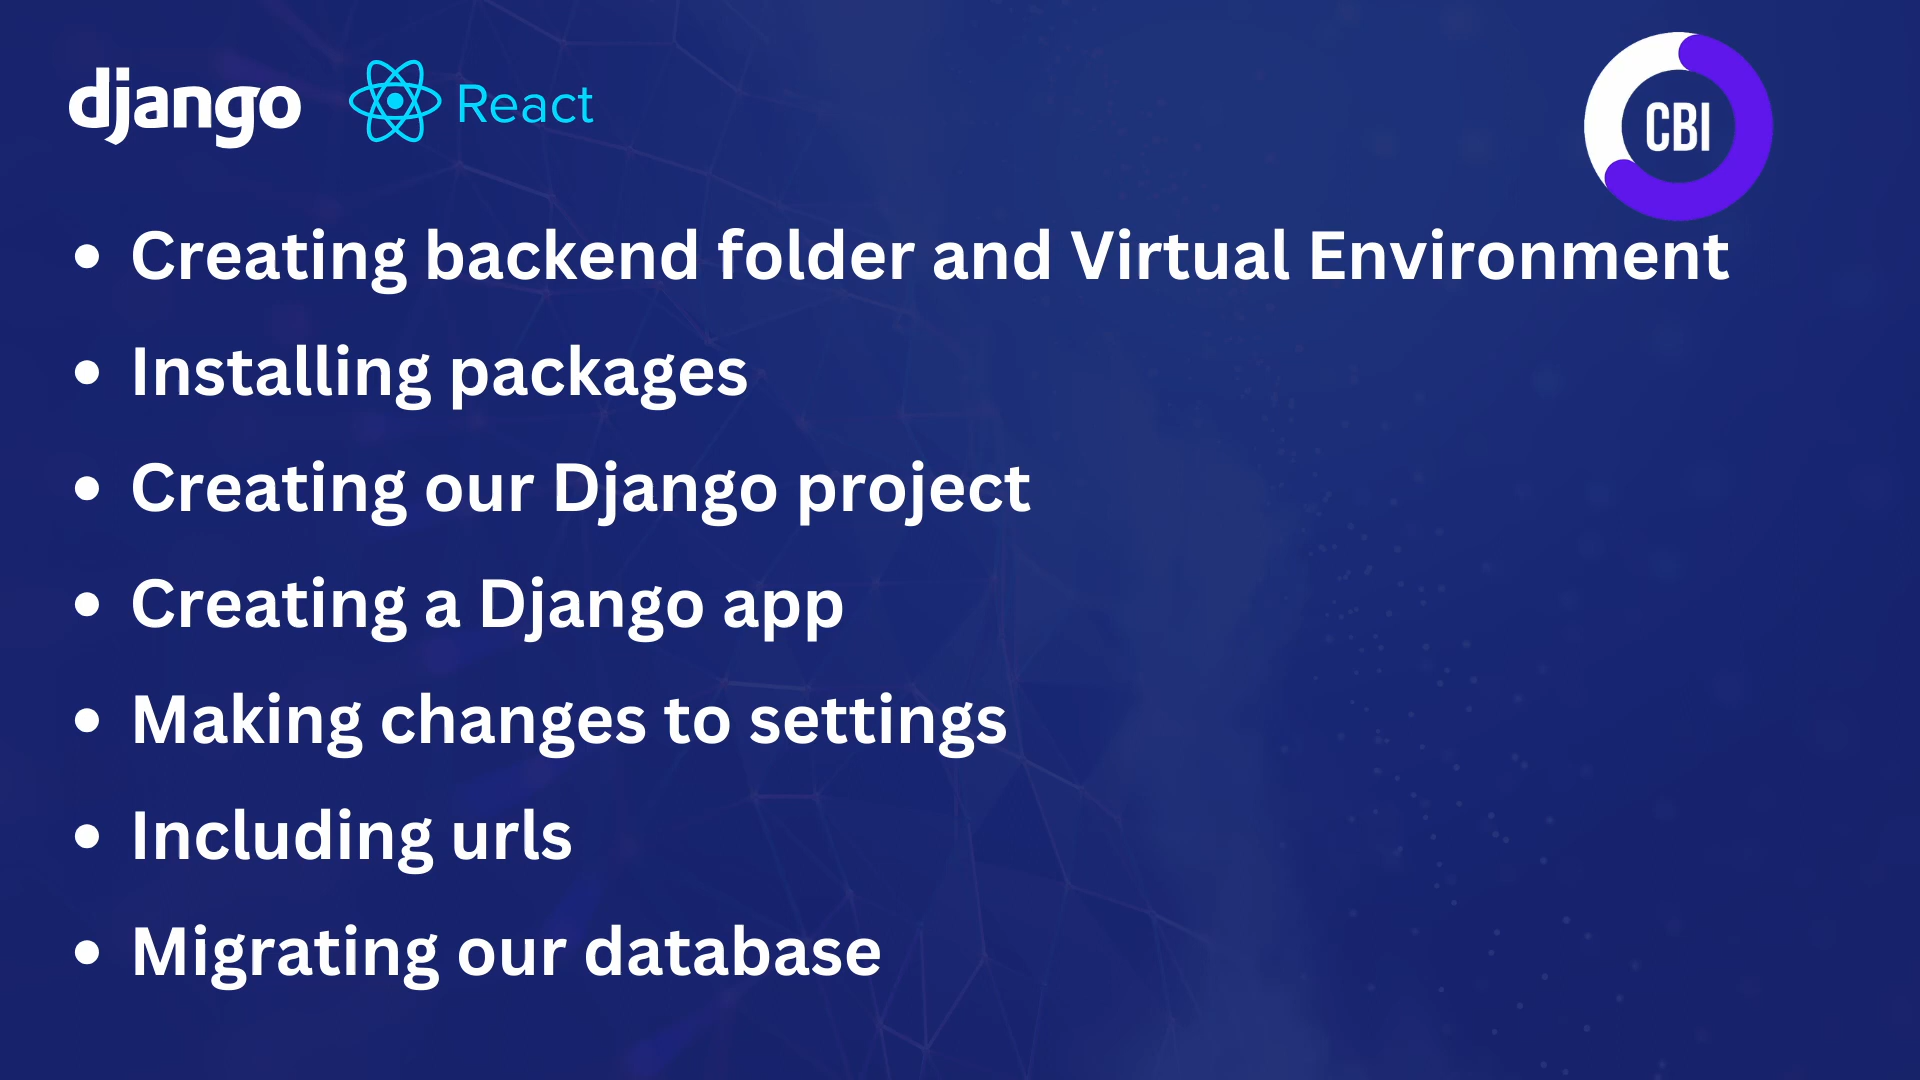 django React
CBI
• Creating backend folder and Virtual Environment
• Installing packages
• Creating our Django project
• Creating a Django app
• Making changes to settings
• Including urls
• Migrating our database